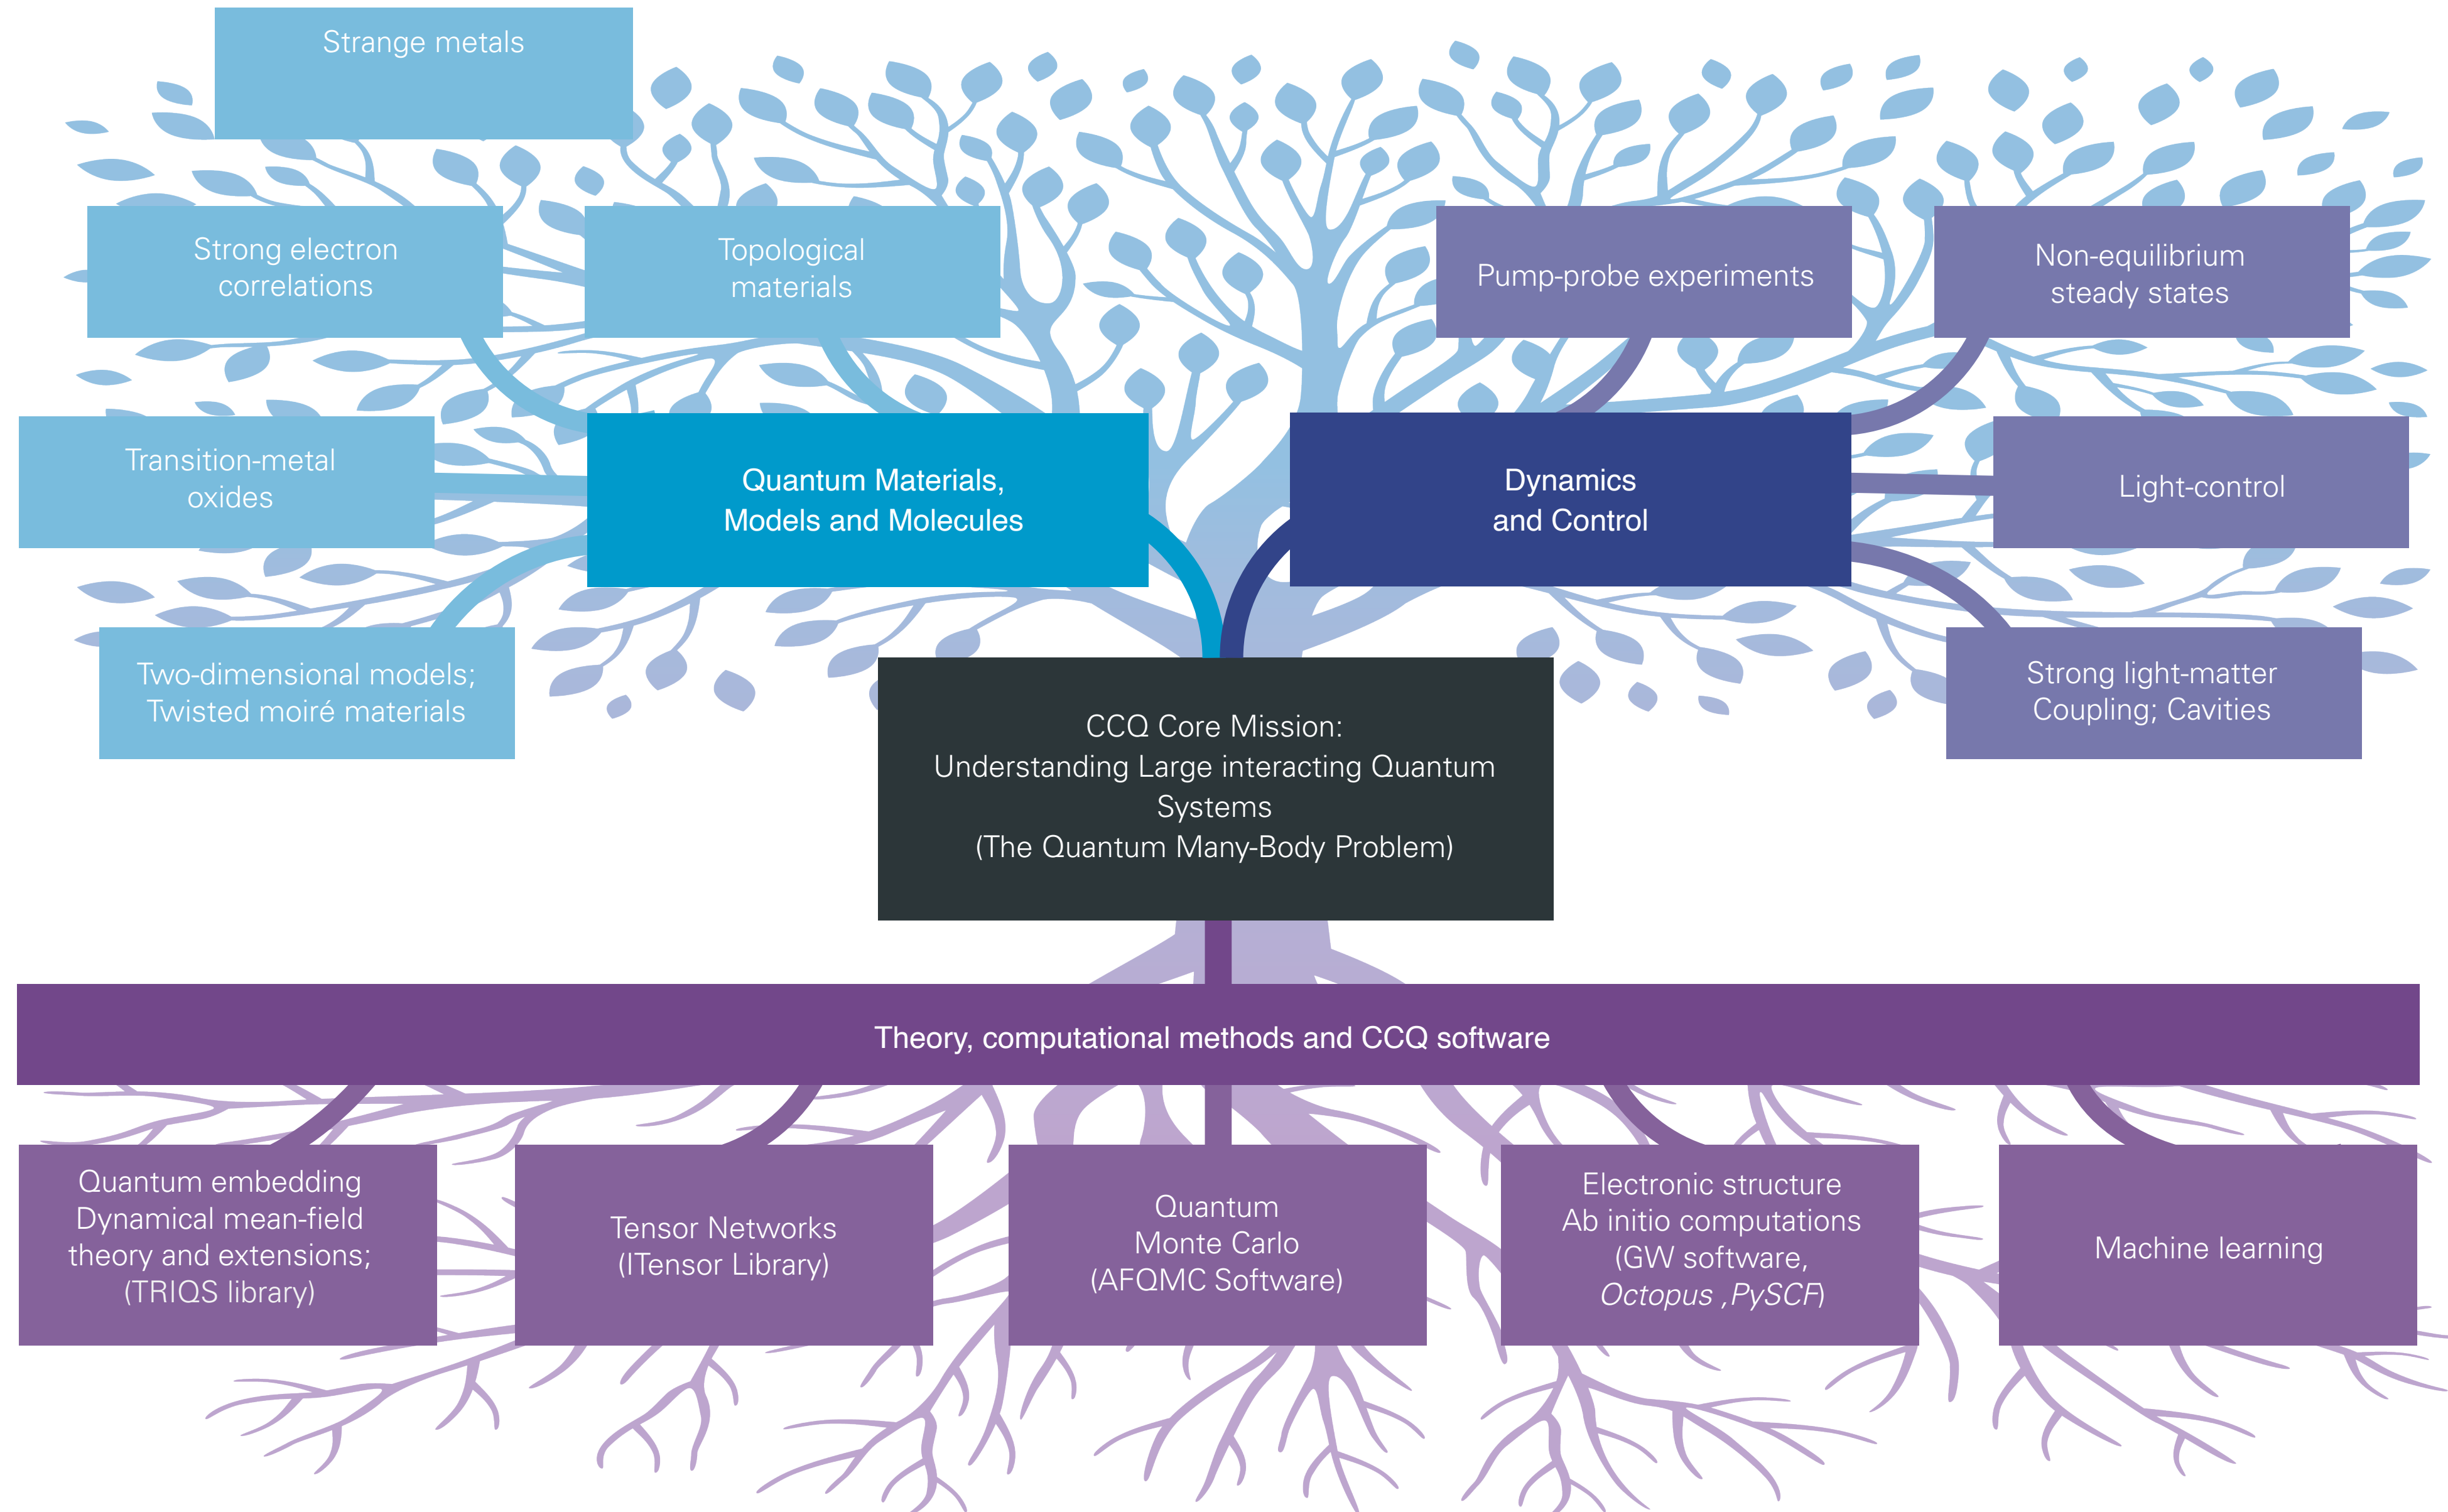 Strange metals
Strong electron
correlations
Topological
materials
Pump-probe experiments
Non-equilibrium
steady states
Transition-metal
oxides
Quantum Materials,
Models and Molecules
Dynamics
and Control
Light-control
Two-dimensional models;
Twisted moiré materials
Strong light-matter
Coupling; Cavities
CCQ Core Mission:
Understanding Large interacting Quantum
Systems
(The Quantum Many-Body Problem)
Theory, computational methods and CCQ software
Quantum embedding
Dynamical mean-field
theory and extensions;
(TRIQS library)
Tensor Networks
(ITensor Library)
Quantum
Monte Carlo
(AFQMC Software)
Electronic structure
Ab initio computations
(GW software,
Octopus ,PySCF)
Machine learning